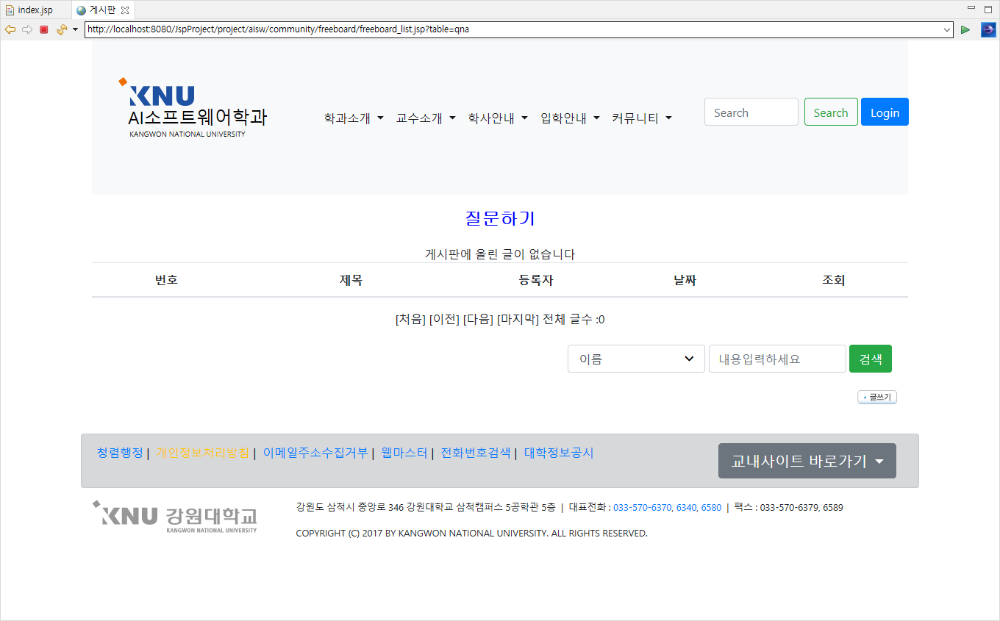 index.jsp 게시판
http://localhost:8080/JspProject/project/aisw/community/freeboard/freeboard_list.jsp?table=qna
KNU
AI소프트웨어학과
KANGWON NATIONAL UNIVERSITY
학과소개 교수소개 학사안내 입학안내 커뮤니티 Search Search Login
질문하기
게시판에 올린 글이 없습니다
번호 제목 등록자 날짜 조회
[처음] [이전] [다음] [마지막] 전체 글수 :0
이름 내용입력하세요 검색
글쓰기
청렴행정 | 개인정보처리방침 | 이메일주소수집거부 | 웹마스터 | 전화번호검색 | 대학정보공시 교내사이트 바로가기
KNU 강원대학교
KANGWON NATIONAL UNIVERSITY
강원도 삼척시 중앙로 346 강원대학교 삼척캠퍼스 5공학관 5층 | 대표전화 : 033-570-6370, 6340, 6580 | 팩스 : 033-570-6379, 6589
COPYRIGHT (C) 2017 BY KANGWON NATIONAL UNIVERSITY. ALL RIGHTS RESERVED.